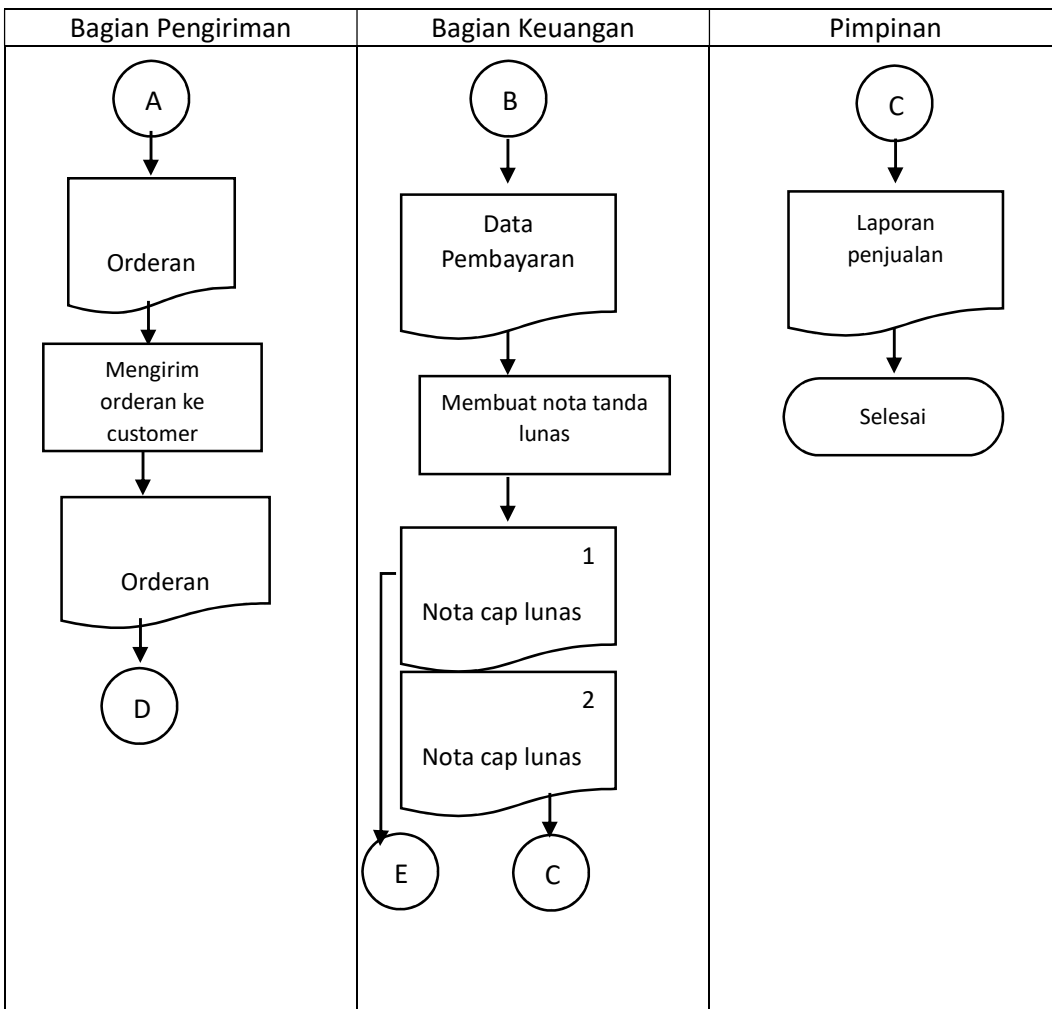 Bagian Pengiriman
Bagian Keuangan
Pimpinan
A
Orderan
Mengirim
orderan ke
customer
Orderan
D
B
Data
Pembayaran
Membuat nota tanda
lunas
1
Nota cap lunas
2
Nota cap lunas
E
C
C
Laporan
penjualan
Selesai